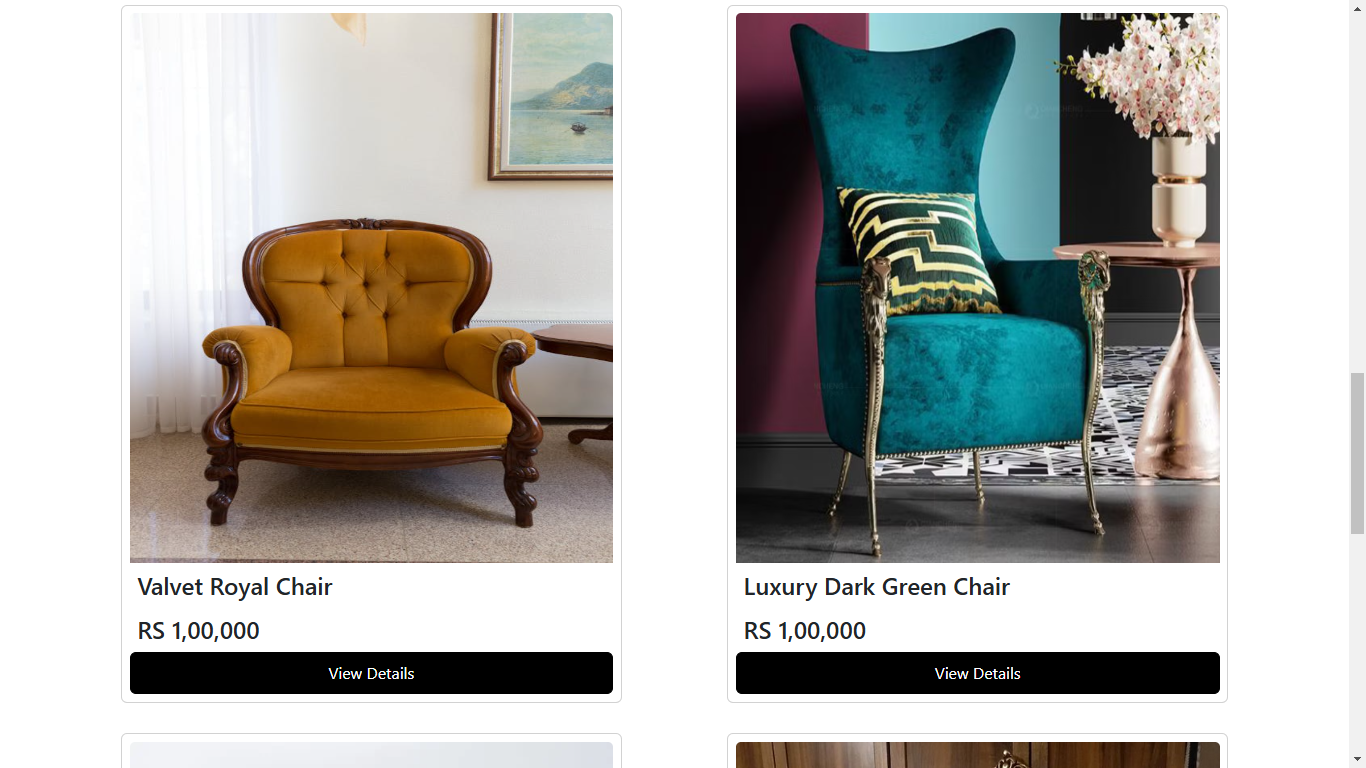 Valvet Royal Chair
RS 1,00,000
View Details
Luxury Dark Green Chair
RS 1,00,000
View Details